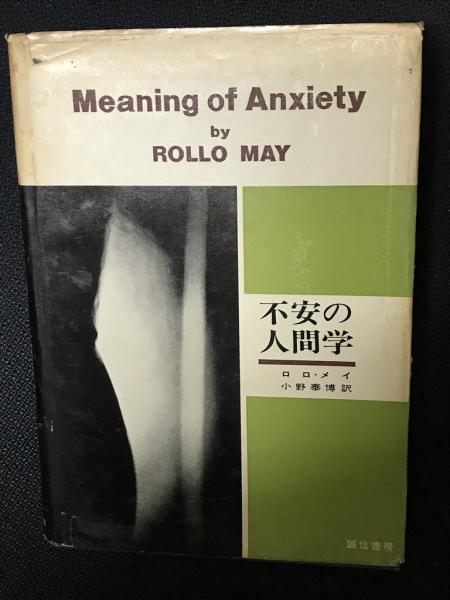 Meaning of Anxiety
by
ROLLO MAY
不安の
人間学
ロロ・メイ
小野泰博訳
誠信書房